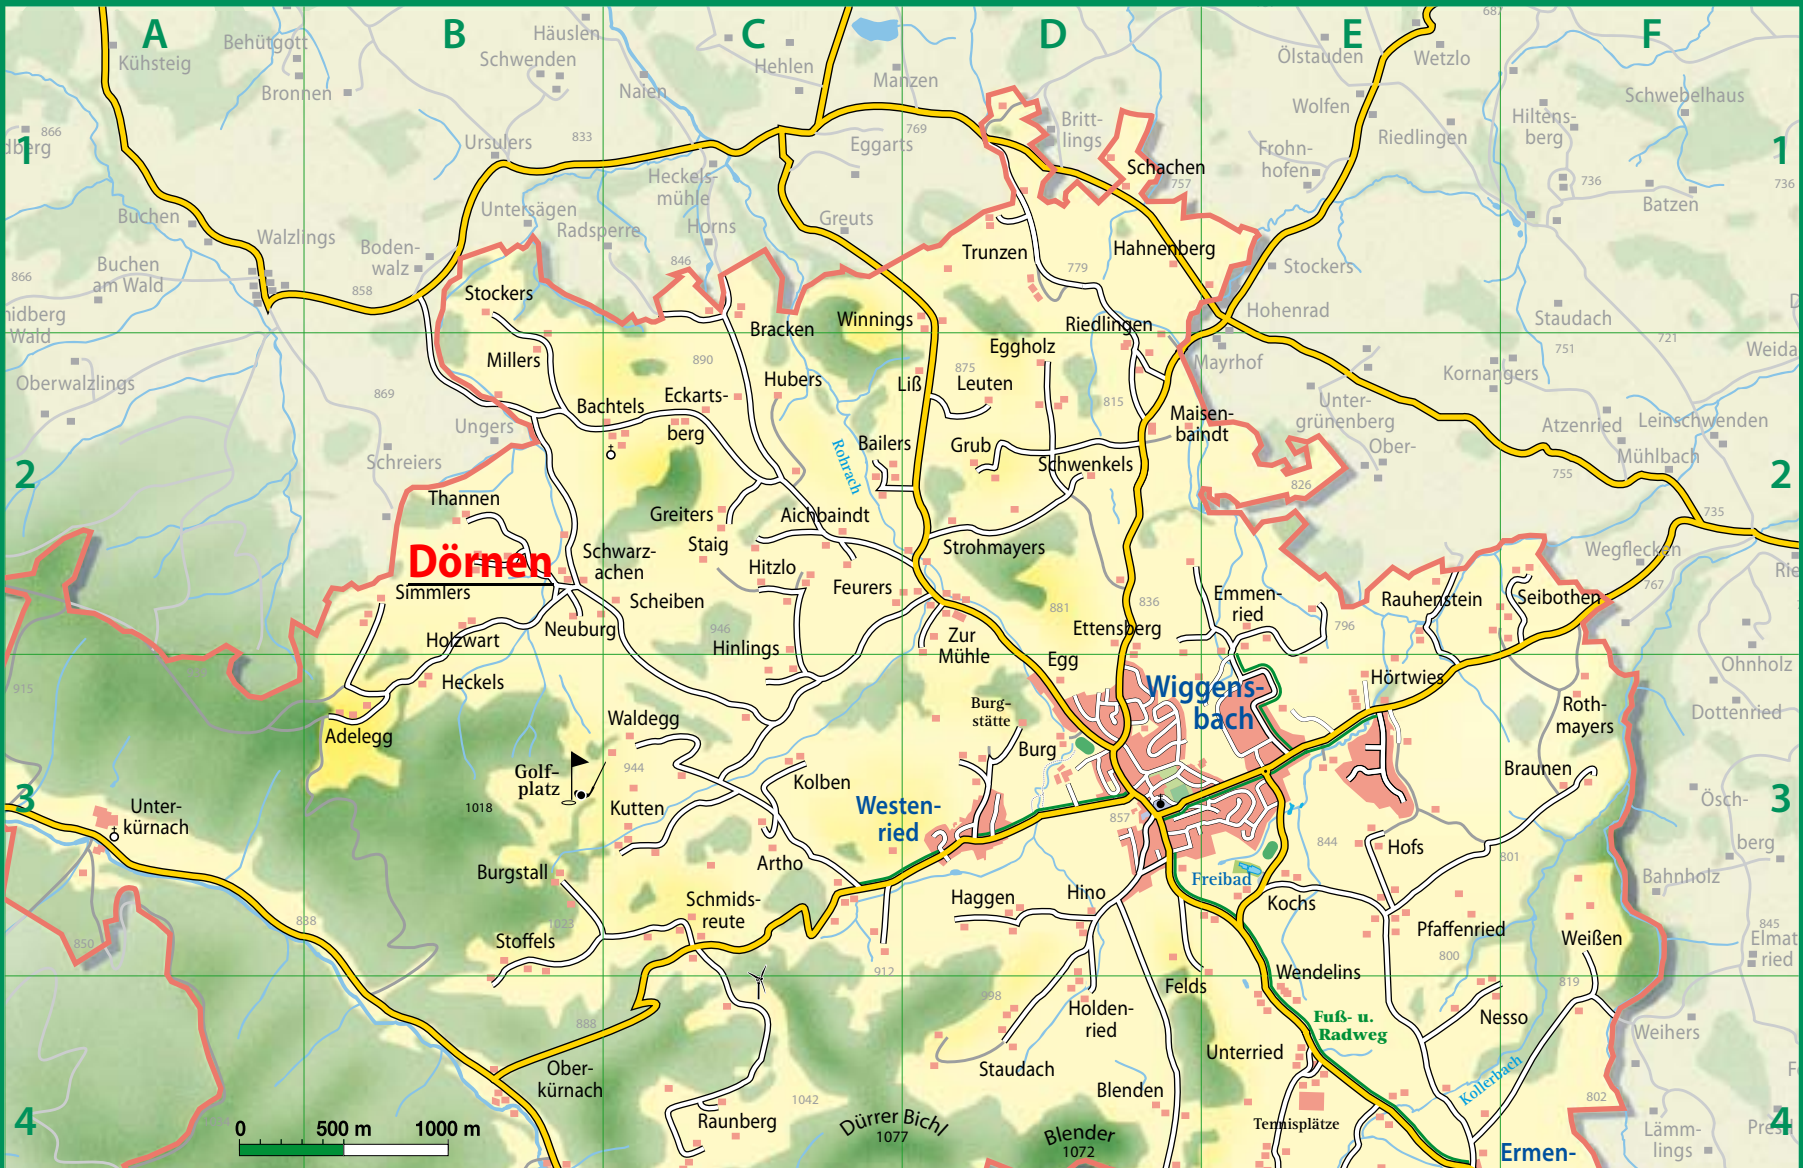 A
B
C
D
E
F
Kühsteig
Behütgott
Häuslen
Schwenden
Bronnen
Naien
Hehlen
Manzen
Ölstauden
Wetzlo
687
Schwebelhaus
Wolfen
Riedlingen
Hiltens-
berg
866
dberg
1
Ursulers
833
769
Eggarts
Britt-
lings
Schachen
757
Frohn-
hofen
736
Batzen
736
1
Heckels-
mühle
Buchen
Untersägen
Radsperre
Horns
Greuts
Walzlings
Boden-
walz
846
Trunzen
Hahnenberg
779
Stockers
866
Buchen
am Wald
858
Stockers
nidberg
Wald
Bracken
Winnings
Riedlingen
Hohenrad
Staudach
Millers
890
Eggholz
Mayrhof
751
721
Weida
Oberwalzlings
869
Hubers
Liß
875
Leuten
Kornangers
Eckarts-
berg
Bachtels
815
Maisen-
baindt
Unter-
grünenberg
Ober-
Atzenried
Leinschwenden
Ungers
Rohrach
Bailers
Grub
Schwenkels
Mühlbach
2
Schreiers
826
755
2
Thannen
Greiters
Aichbaindt
735
Staig
Strohmayers
Dörnen
Schwarz-
achen
Hitzlo
Wegflecken
Simmlers
Feurers
767
Rie
Scheiben
881
836
Emmen-
ried
Rauhenstein
Seibothen
Holzwart
Neuburg
946
Hinlings
Zur
Mühle
Ettensberg
796
Egg
Ohnholz
915
Heckels
Wiggens-
bach
Hörtwies
Waldegg
Burg-
stätte
Roth-
mayers
Dottenried
Adelegg
Burg
Golf-
platz
944
Kolben
Braunen
3
Unter-
kürnach
1018
Kutten
Westen-
ried
857
Ösch-
berg
3
844
Hofs
801
Artho
Burgstall
Freibad
Bahnholz
Schmids-
reute
Haggen
Hino
Kochs
838
1023
Pfaffenried
845
850
Stoffels
Weißen
Elmat
ried
912
800
Wendelins
Felds
819
998
Holden-
ried
Nesso
888
Fuß- u.
Radweg
Weihers
Unterried
Ober-
kürnach
Staudach
Blenden
Kollerbach
1042
802
4
0
500 m
1000 m
Raunberg
Dürrer Bichl
1077
Blender
1072
Tennisplätze
Ermen-
Lämm-
lings
4